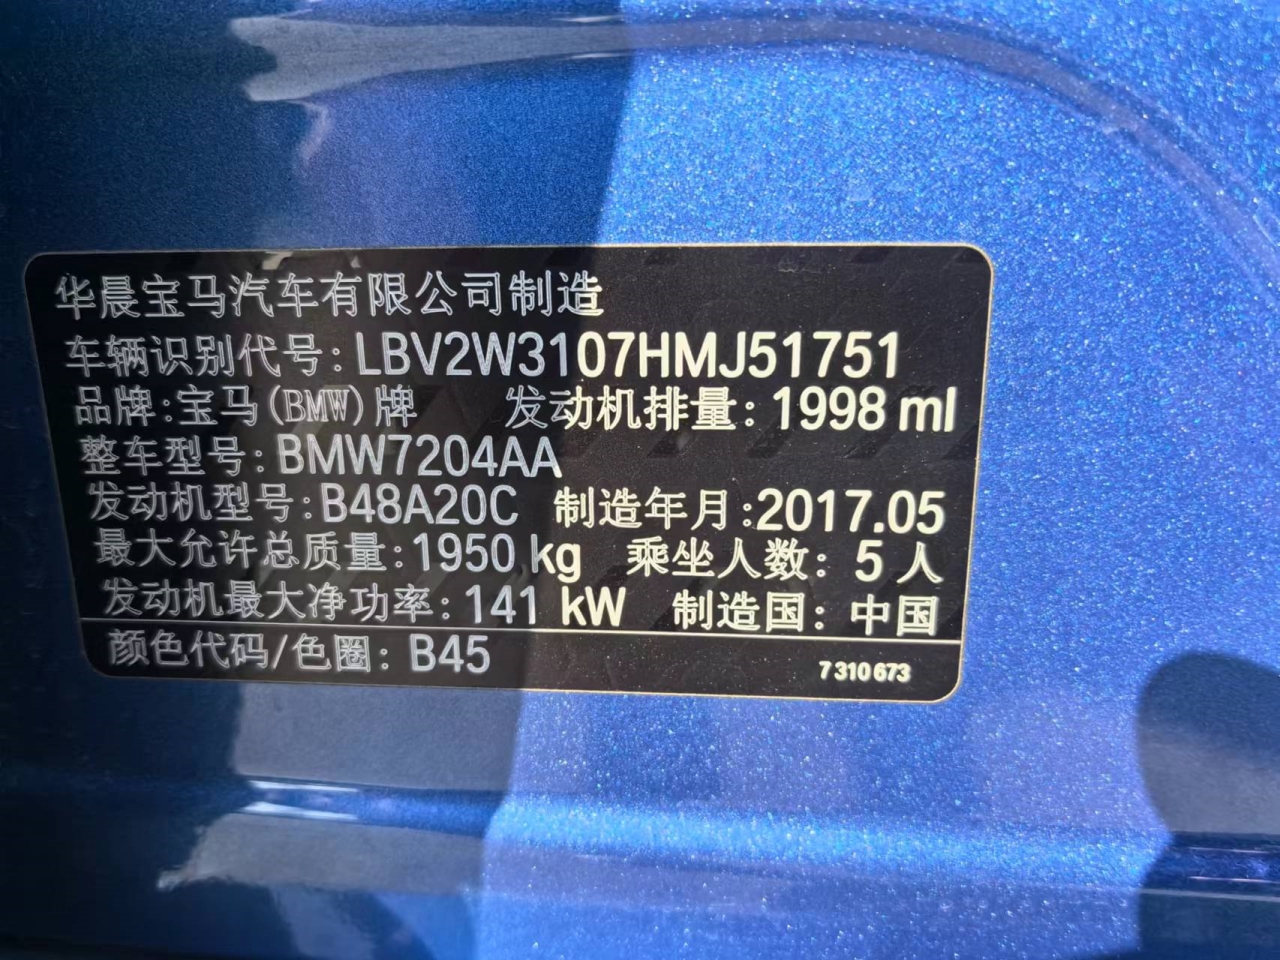 华晨宝马汽车有限公司制造
车辆识别代号:LBV2W3107HMJ51751
品牌:宝马(BMW)牌 发动机排量:1998 ml
整车型号:BMW7204AA
发动机型号:B48A20C 制造年月:2017.05
最大允许总质量:1950 kg 乘坐人数:5 人
发动机最大净功率:141 kW 制造国:中国
颜色代码/色圈:B45 7 310 673